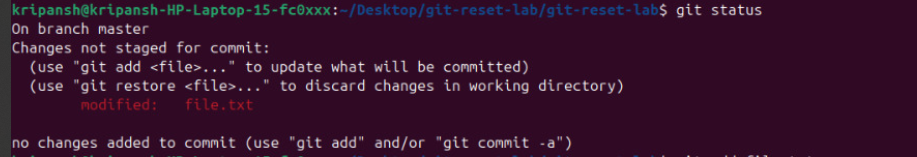 kripansh@kripansh-HP-Laptop-15-fc0xxx:~/Desktop/git-reset-lab/git-reset-lab$ git status
On branch master
Changes not staged for commit:
  (use "git add <file>..." to update what will be committed)
  (use "git restore <file>..." to discard changes in working directory)
        modified:   file.txt

no changes added to commit (use "git add" and/or "git commit -a")